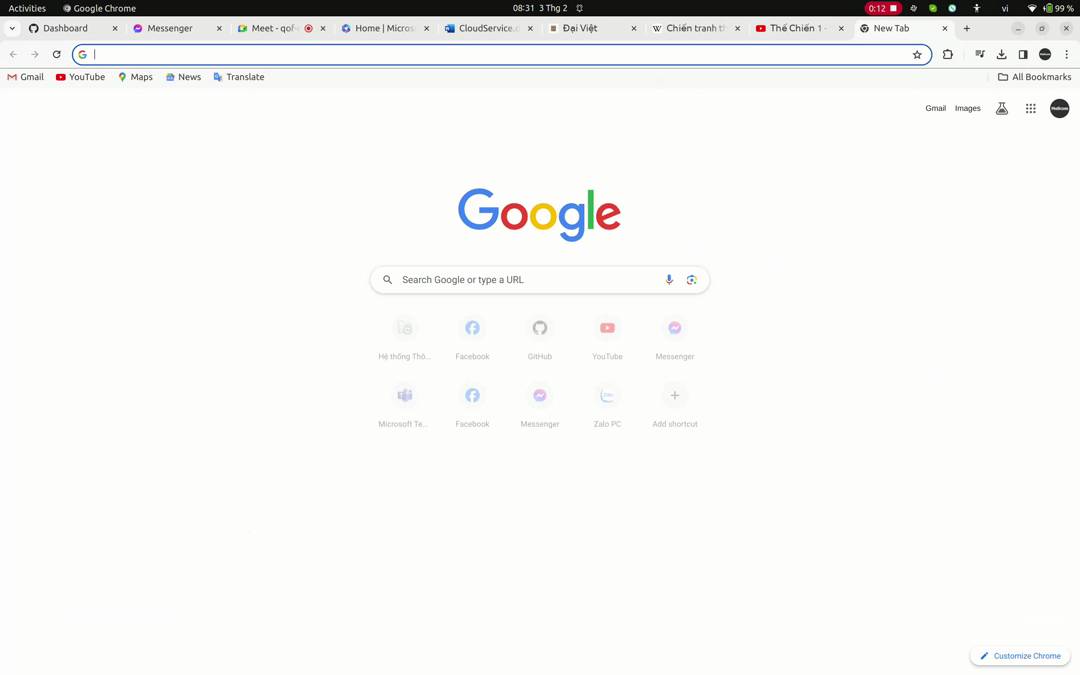 Activities Google Chrome 08:31 3 Thg 2 0:12 vi 99 %
Dashboard Messenger Meet - qof Home | Micros CloudService.c Đại Việt Chiến tranh th Thế Chiến 1 - New Tab
Gmail YouTube Maps News Translate All Bookmarks
Gmail Images
Google
Search Google or type a URL
Hệ thống Thô... Facebook GitHub YouTube Messenger
Microsoft Te... Facebook Messenger Zalo PC Add shortcut
Customize Chrome